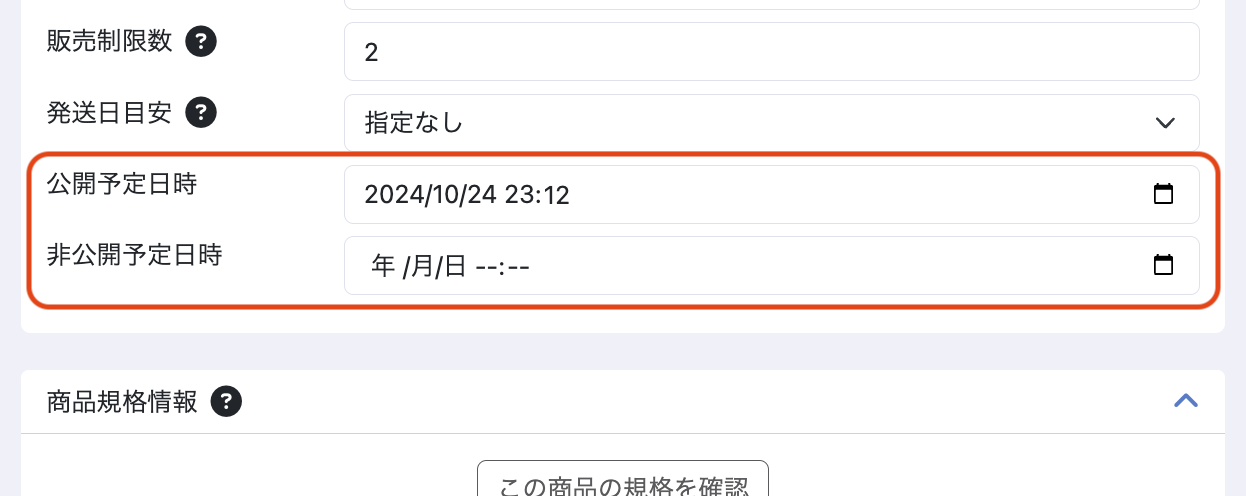 販売制限数 ?
2
発送日目安 ?
指定なし
公開予定日時
2024/10/24 23:12
非公開予定日時
年 /月/日 --:--
商品規格情報 ?
この商品の規格を確認